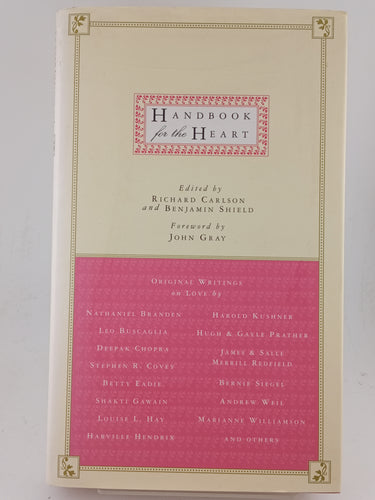 HANDBOOK
for the HEART
Edited by
RICHARD CARLSON
and BENJAMIN SHIELD
Foreword by
JOHN GRAY
ORIGINAL WRITINGS
ON LOVE by
NATHANIEL BRANDEN
LEO BUSCAGLIA
DEEPAK CHOPRA
STEPHEN R. COVEY
BETTY EADIE
SHAKTI GAWAIN
LOUISE L. HAY
HARVILLE HENDRIX
HAROLD KUSHNER
HUGH & GAYLE PRATHER
JAMES & SALLE
MERRILL REDFIELD
BERNIE SIEGEL
ANDREW WEIL
MARIANNE WILLIAMSON
AND OTHERS